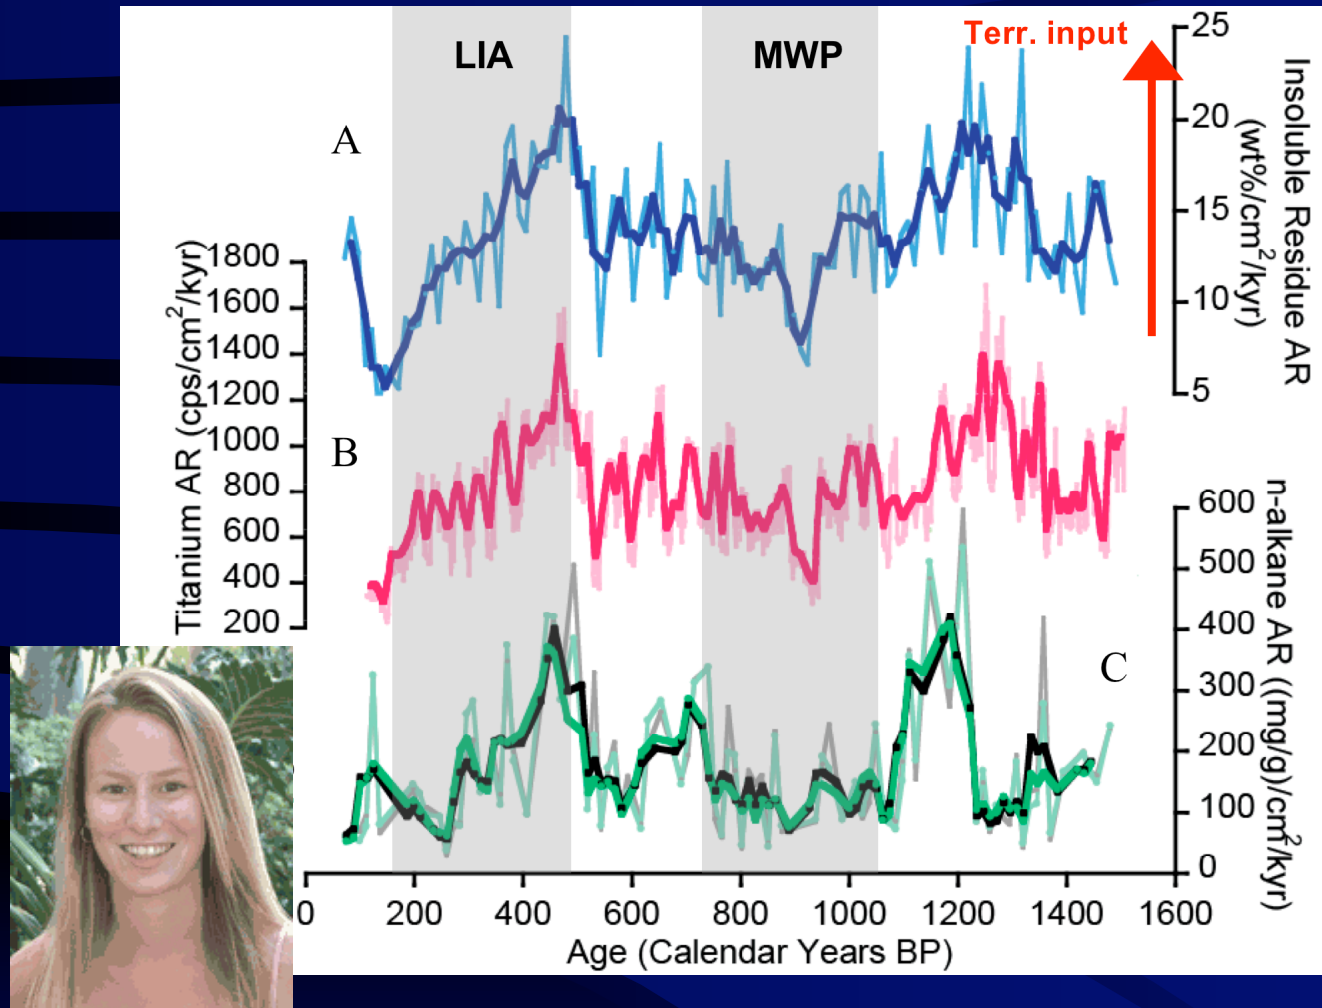 LIA
MWP
Terr. input
A
B
C
Insoluble Residue AR
(wt%/cm²/kyr)
25
20
15
10
5
Titanium AR (cps/cm²/kyr)
1800
1600
1400
1200
1000
800
600
400
200
n-alkane AR ((mg/g)/cm²/kyr)
600
500
400
300
200
100
0
0 200 400 600 800 1000 1200 1400 1600
Age (Calendar Years BP)